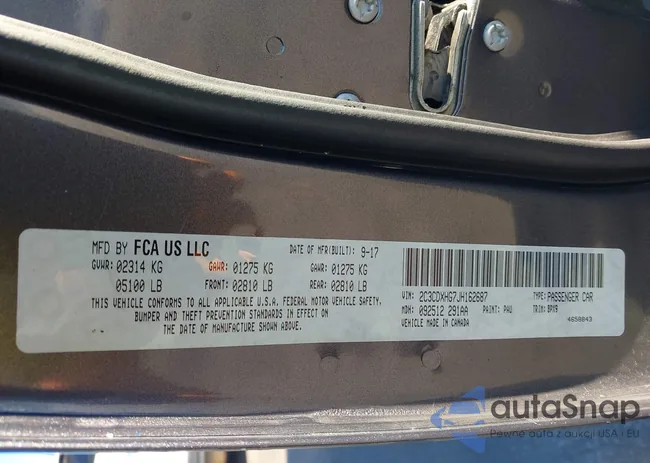 MFD BY FCA US LLC DATE OF MFR(BUILT): 9-17
GVWR: 02314 KG GAWR: 01275 KG GAWR: 01275 KG
05100 LB FRONT: 02810 LB REAR: 02810 LB
THIS VEHICLE CONFORMS TO ALL APPLICABLE U.S.A. FEDERAL MOTOR VEHICLE SAFETY,
BUMPER AND THEFT PREVENTION STANDARDS IN EFFECT ON
THE DATE OF MANUFACTURE SHOWN ABOVE.
VIN: 2C3CDXHG7JH162687 TYPE: PASSENGER CAR
MDH: 092512 291AA PAINT: PAU TRIM: BPX9
VEHICLE MADE IN CANADA 4658843
autaSnap
Pewne auta z aukcji USA i EU